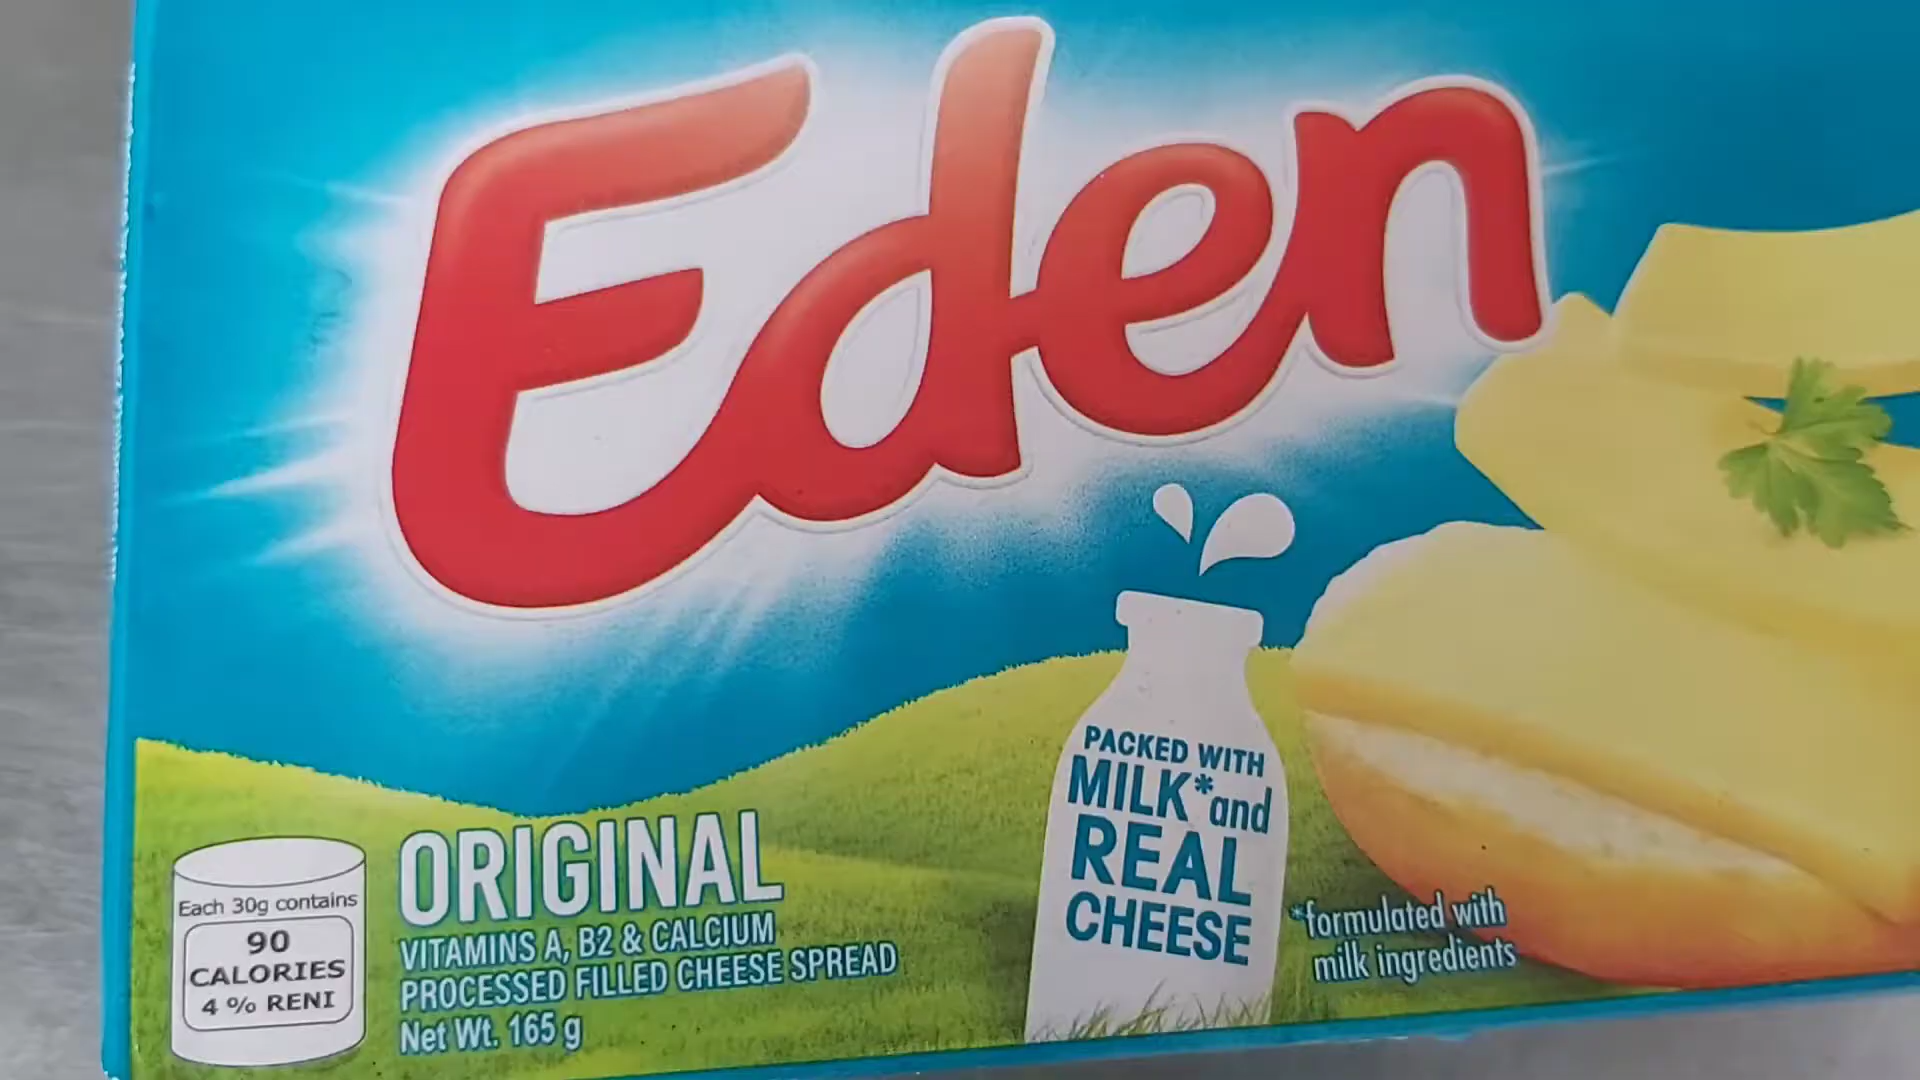 Eden
PACKED WITH
MILK* and
REAL
CHEESE
*formulated with
milk ingredients
Each 30g contains
90
CALORIES
4 % RENI
ORIGINAL
VITAMINS A, B2 & CALCIUM
PROCESSED FILLED CHEESE SPREAD
Net Wt. 165 g